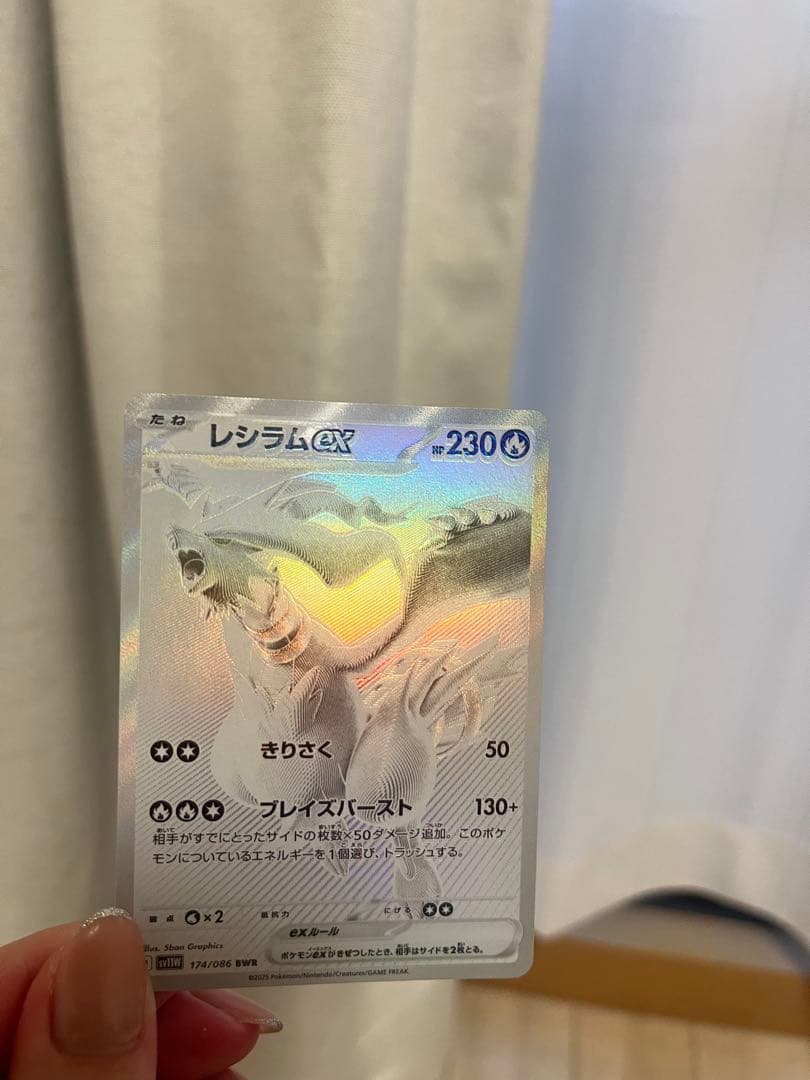 たね
レシラムex HP 230
きりさく 50
ブレイズバースト 130+
相手がすでにとったサイドの枚数×50ダメージ追加。このポケ
モンについているエネルギーを1個選び、トラッシュする。
弱点 ×2 抵抗力 にげる
exルール
ポケモンexがきぜつしたとき、相手はサイドを2枚とる。
Illus. 5ban Graphics
sv11W 174/086 BWR
©2025 Pokémon/Nintendo/Creatures/GAME FREAK.